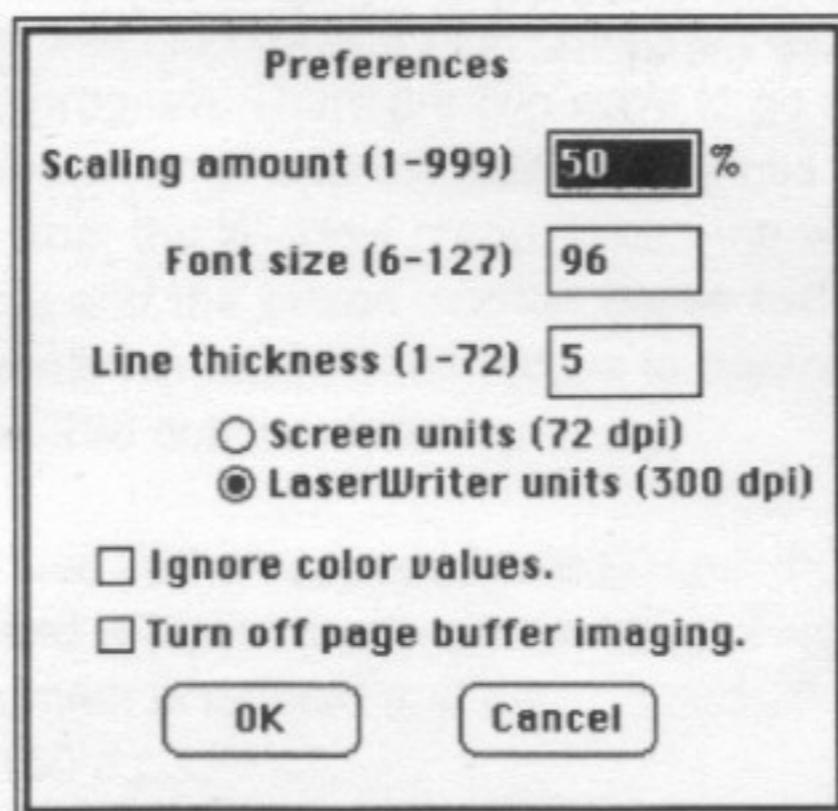 Preferences
Scaling amount (1-999) 50 %
Font size (6-127) 96
Line thickness (1-72) 5
Screen units (72 dpi)
LaserWriter units (300 dpi)
Ignore color values.
Turn off page buffer imaging.
OK Cancel